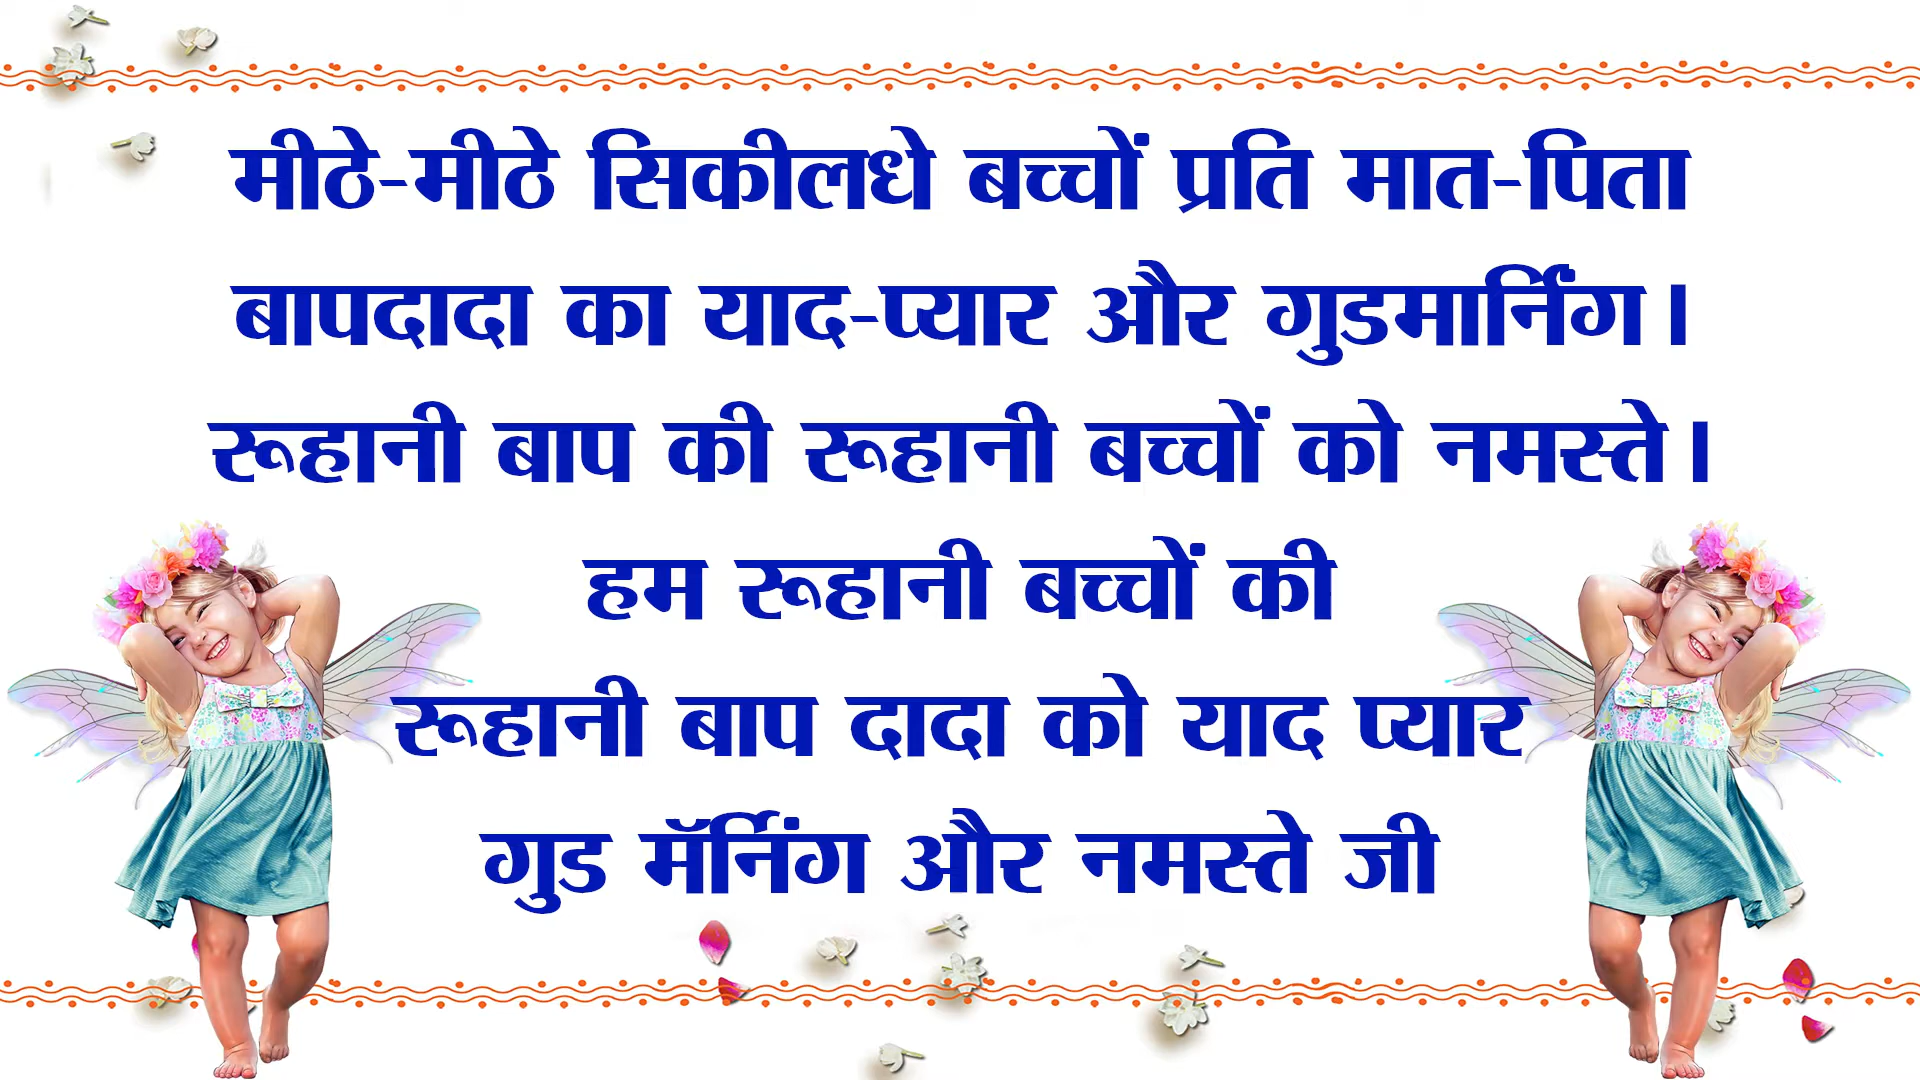 मीठे-मीठे सिकीलधे बच्चों प्रति मात-पिता
बापदादा का याद-प्यार और गुडमार्निंग।
रूहानी बाप की रूहानी बच्चों को नमस्ते।
हम रूहानी बच्चों की
रूहानी बाप दादा को याद प्यार
गुड मॅर्निंग और नमस्ते जी